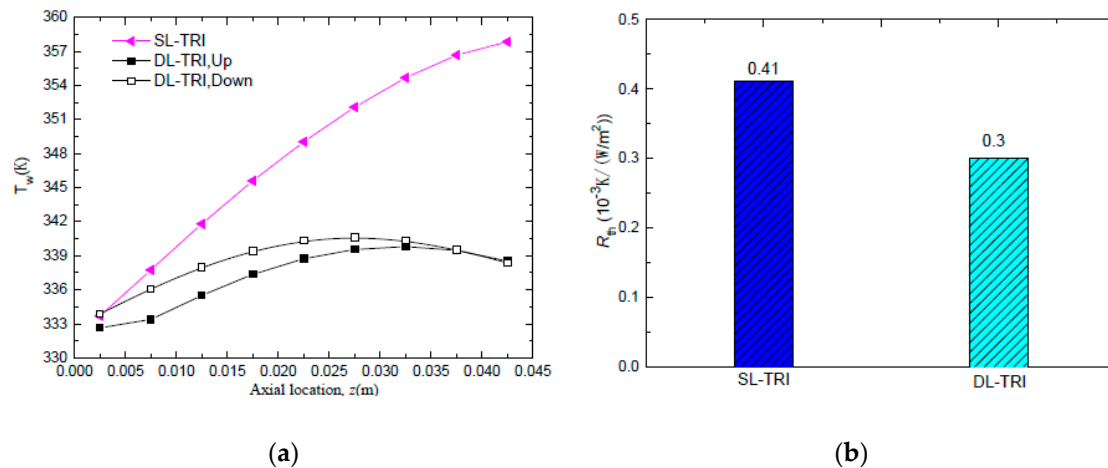 360
357
354
351
348
345
342
339
336
333
330
T_w(K)
SL-TRI
DL-TRI,Up
DL-TRI,Down
0.000 0.005 0.010 0.015 0.020 0.025 0.030 0.035 0.040 0.045
Axial location, z(m)
(a)
0.5
0.4
0.3
0.2
0.1
0.0
R_th (10^-3K/ (W/m^2))
0.41
0.3
SL-TRI DL-TRI
(b)